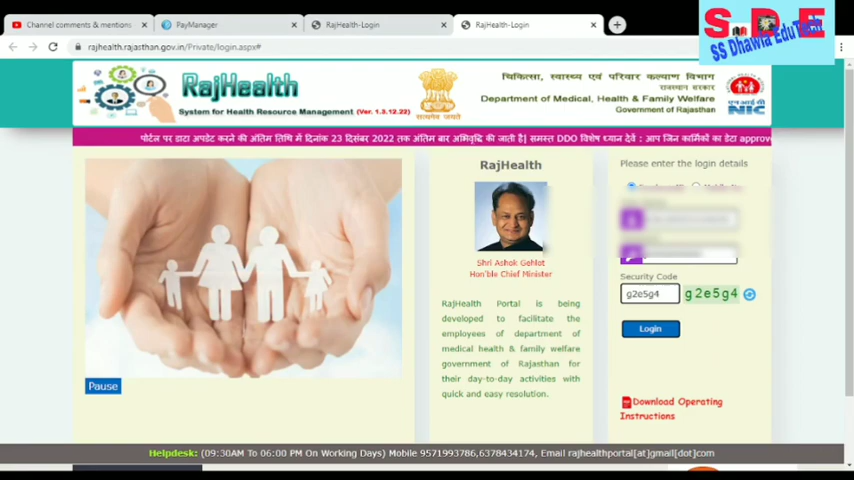 Channel comments & mentions
PayManager
RajHealth-Login
RajHealth-Login
SDE
SS Dhawla EduTech
rajhealth.rajasthan.gov.in/Private/login.aspx#
RajHealth
System for Health Resource Management (Ver. 1.3.12.22)
सत्यमेव जयते
चिकित्सा, स्वास्थ्य एवं परिवार कल्याण विभाग
राजस्थान सरकार
Department of Medical, Health & Family Welfare
Government of Rajasthan
एनआईसी
NIC
पोर्टल पर डाटा अपडेट करने की अंतिम तिथि में दिनांक 23 दिसंबर 2022 तक अंतिम बार अभिवृद्धि की जाती है| समस्त DDO विशेष ध्यान देवें : आप जिन कार्मिकों का डेटा approv
Pause
RajHealth
Shri Ashok Gehlot
Hon'ble Chief Minister
RajHealth Portal is being
developed to facilitate the
employees of department of
medical health & family welfare
government of Rajasthan for
their day-to-day activities with
quick and easy resolution.
Please enter the login details
Security Code
g2e5g4 g2e5g4
Login
Download Operating
Instructions
Helpdesk: (09:30AM To 06:00 PM On Working Days) Mobile 9571993786,6378434174, Email rajhealthportal[at]gmail[dot]com